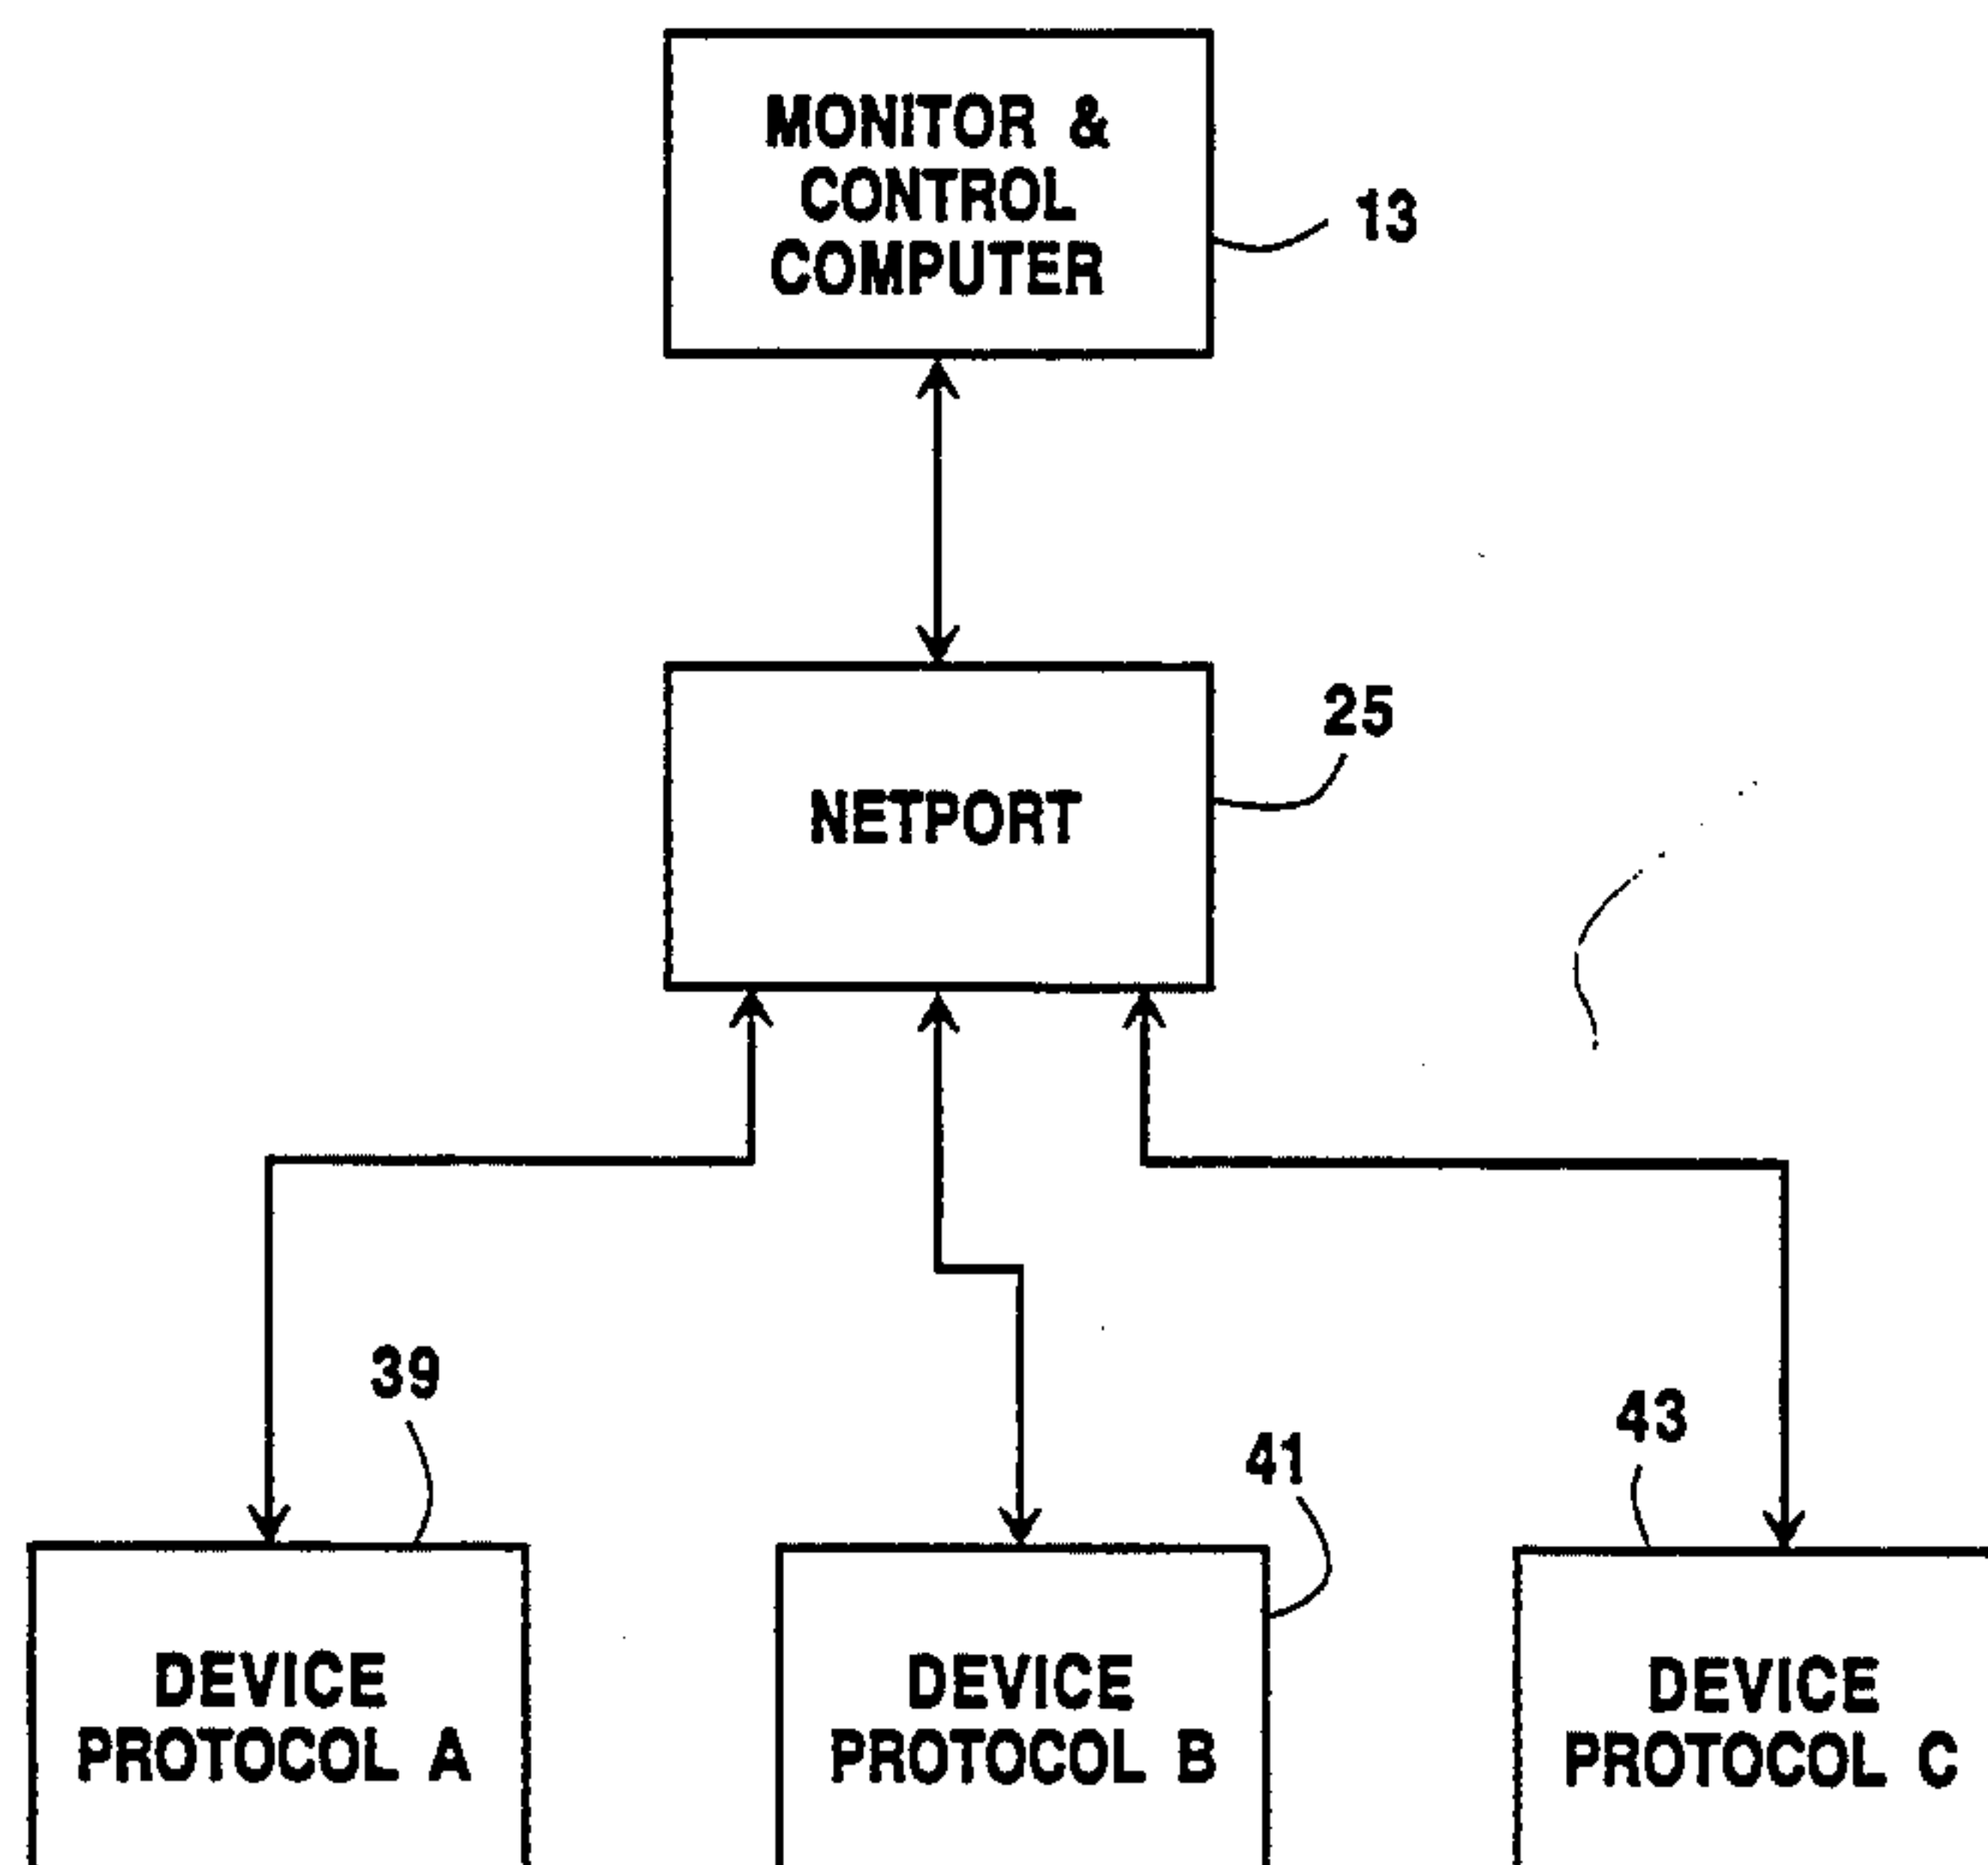 MONITOR &
CONTROL
COMPUTER
13
25
NETPORT
39
41
43
DEVICE
PROTOCOL A
DEVICE
PROTOCOL B
DEVICE
PROTOCOL C